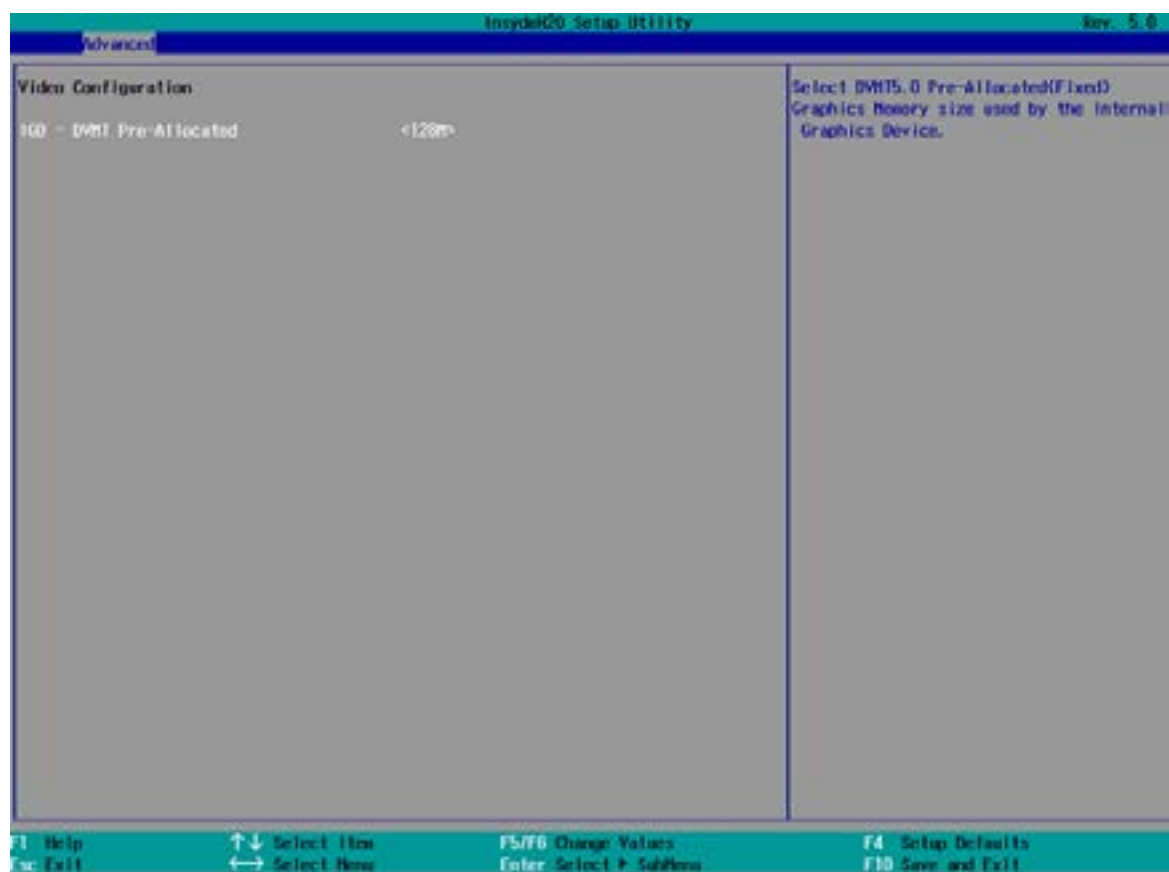 InsydeH20 Setup Utility Rev. 5.0
Advanced
Video Configuration
IGD - DVMT Pre-Allocated <128M>
Select DVMT5.0 Pre-Allocated(Fixed)
Graphics Memory size used by the Internal
Graphics Device.
F1 Help ↑↓ Select Item F5/F6 Change Values F4 Setup Defaults
Esc Exit ←→ Select Menu Enter Select ▶ SubMenu F10 Save and Exit